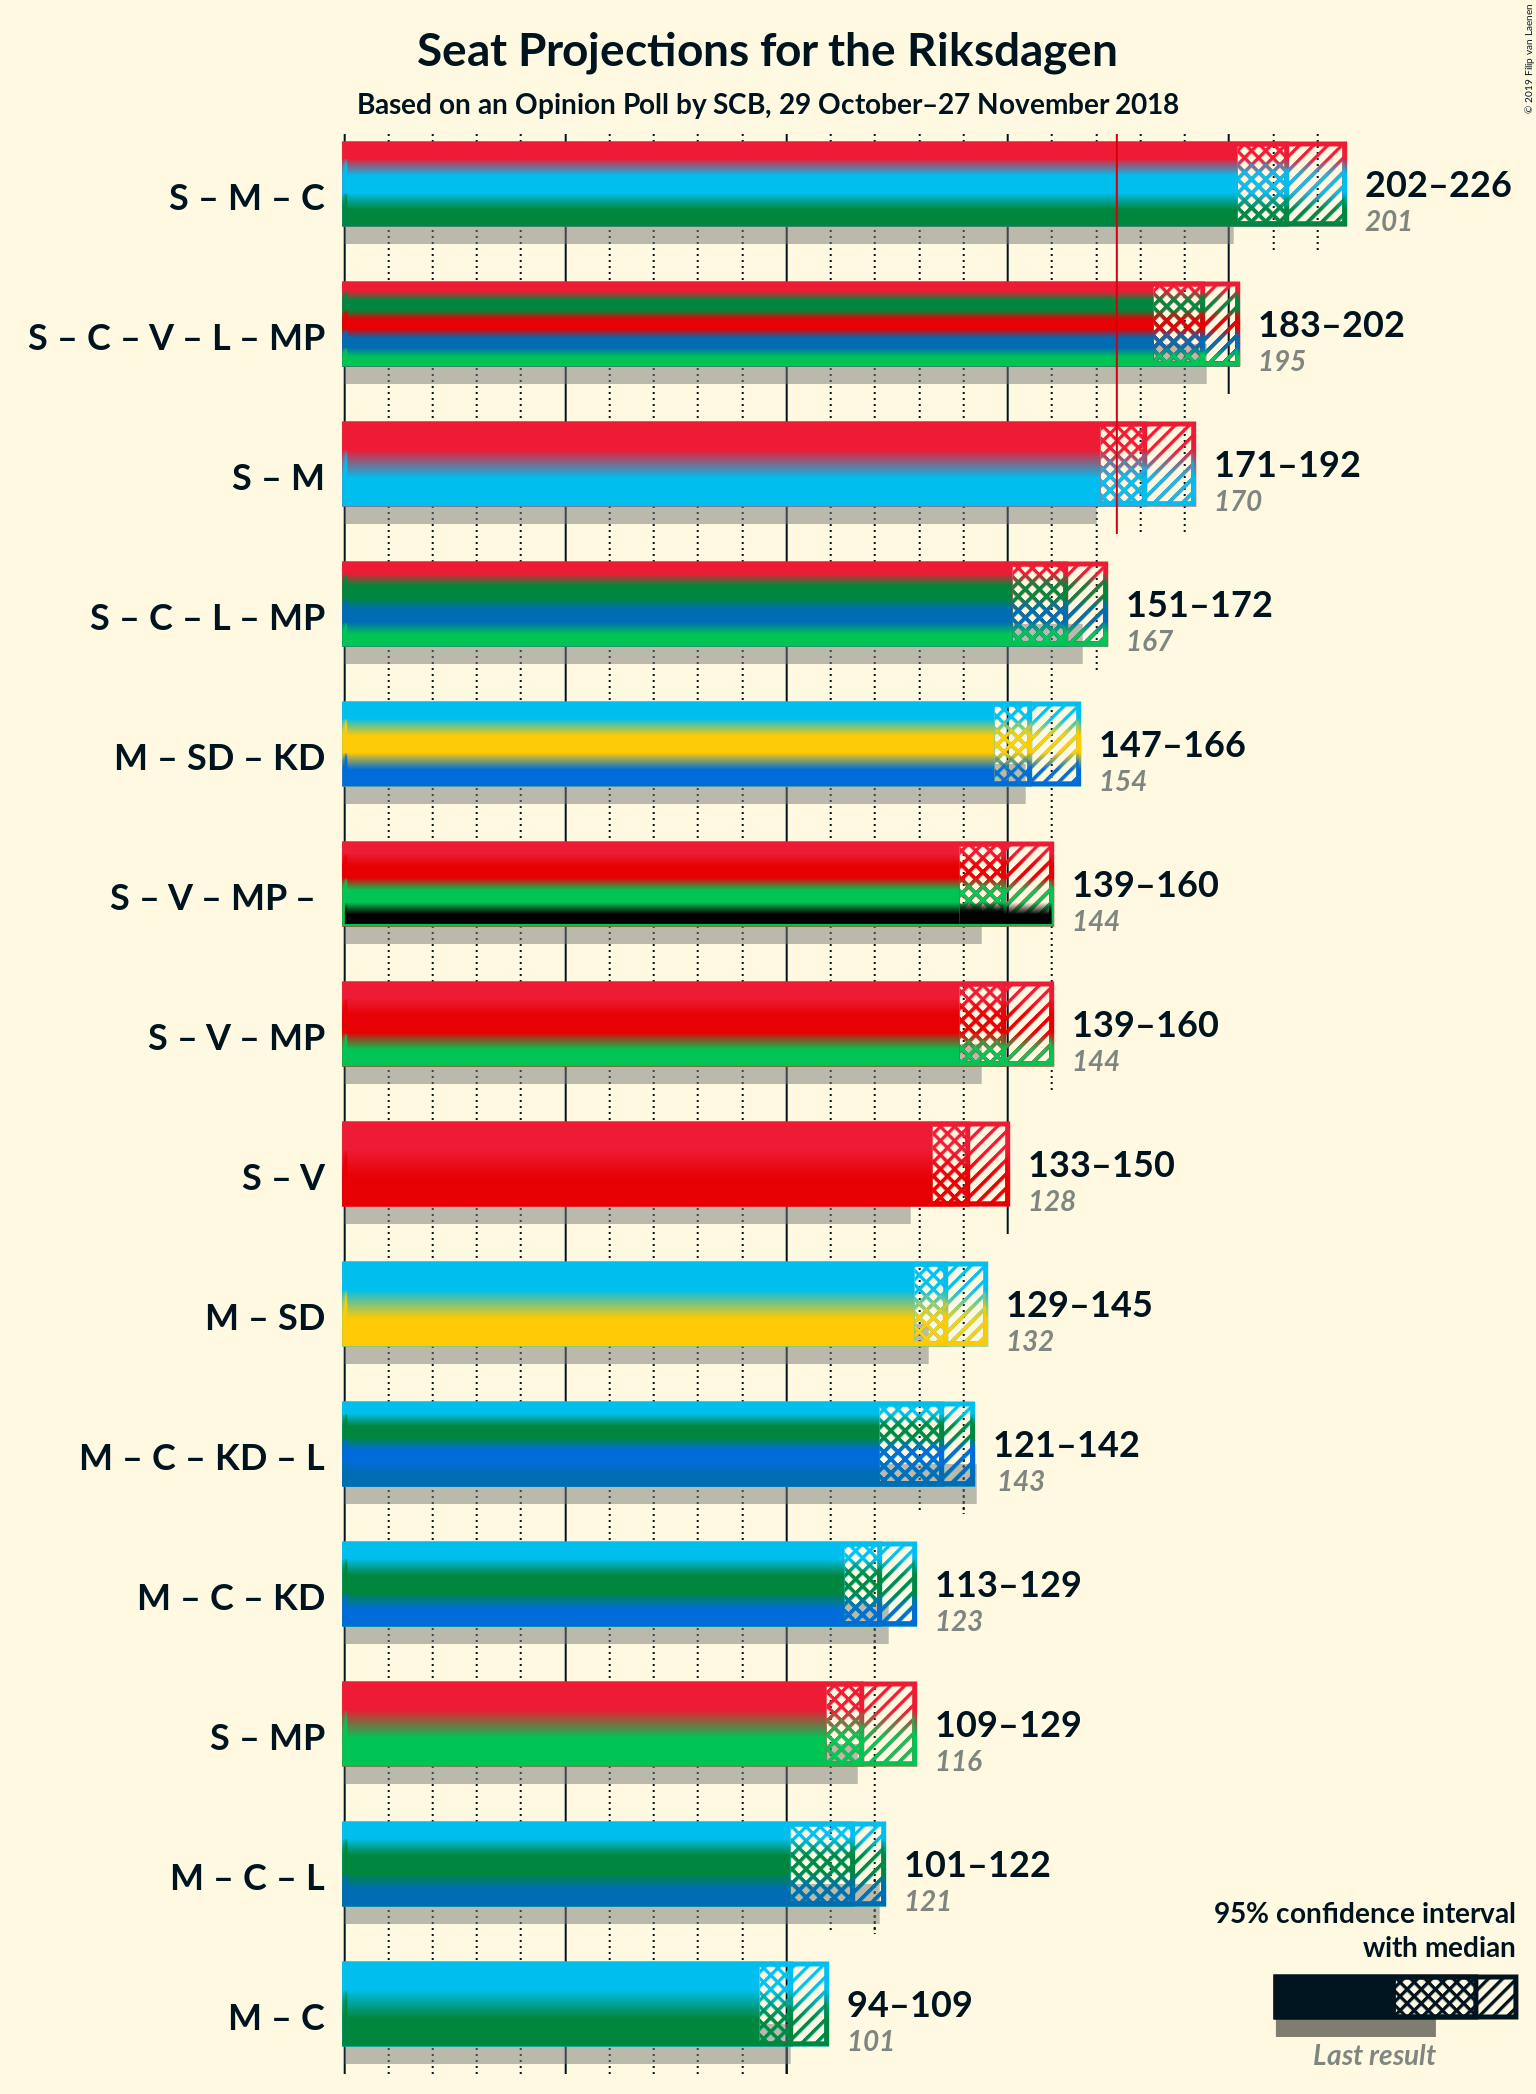 Seat Projections for the Riksdagen
Based on an Opinion Poll by SCB, 29 October–27 November 2018
© 2019 Filip van Laenen
S – M – C
202–226
201
S – C – V – L – MP
183–202
195
S – M
171–192
170
S – C – L – MP
151–172
167
M – SD – KD
147–166
154
S – V – MP –
139–160
144
S – V – MP
139–160
144
S – V
133–150
128
M – SD
129–145
132
M – C – KD – L
121–142
143
M – C – KD
113–129
123
S – MP
109–129
116
M – C – L
101–122
121
M – C
94–109
101
95% confidence interval
with median
Last result